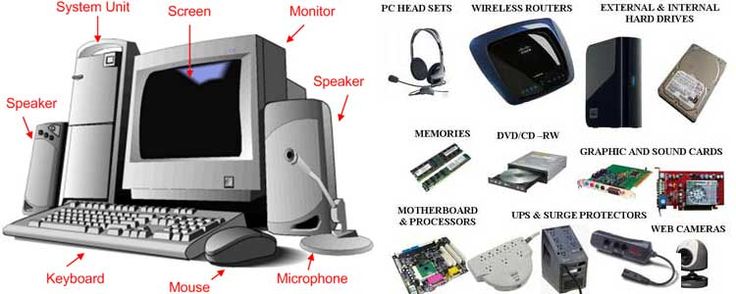 System Unit
Screen
Monitor
Speaker
Speaker
Keyboard
Mouse
Microphone
PC HEAD SETS
WIRELESS ROUTERS
EXTERNAL & INTERNAL
HARD DRIVES
MEMORIES
DVD/CD –RW
GRAPHIC AND SOUND CARDS
MOTHERBOARD
& PROCESSORS
UPS & SURGE PROTECTORS
WEB CAMERAS